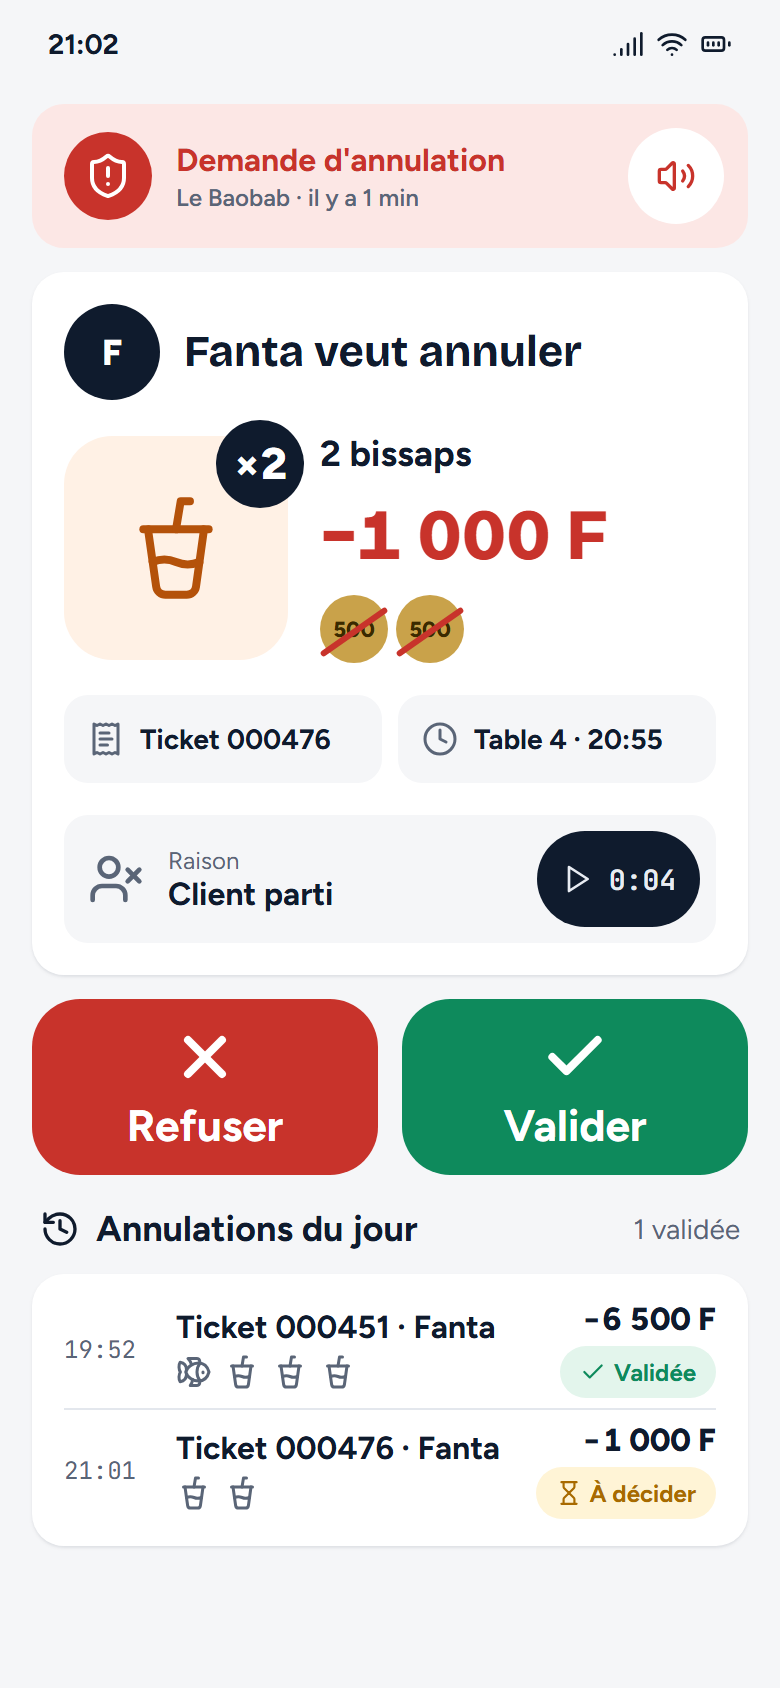 21:02
Demande d'annulation
Le Baobab · il y a 1 min
F
Fanta veut annuler
×2
2 bissaps
−1 000 F
500 500
Ticket 000476
Table 4 · 20:55
Raison
Client parti
0:04
Refuser
Valider
Annulations du jour
1 validée
19:52
Ticket 000451 · Fanta
−6 500 F
Validée
21:01
Ticket 000476 · Fanta
−1 000 F
À décider